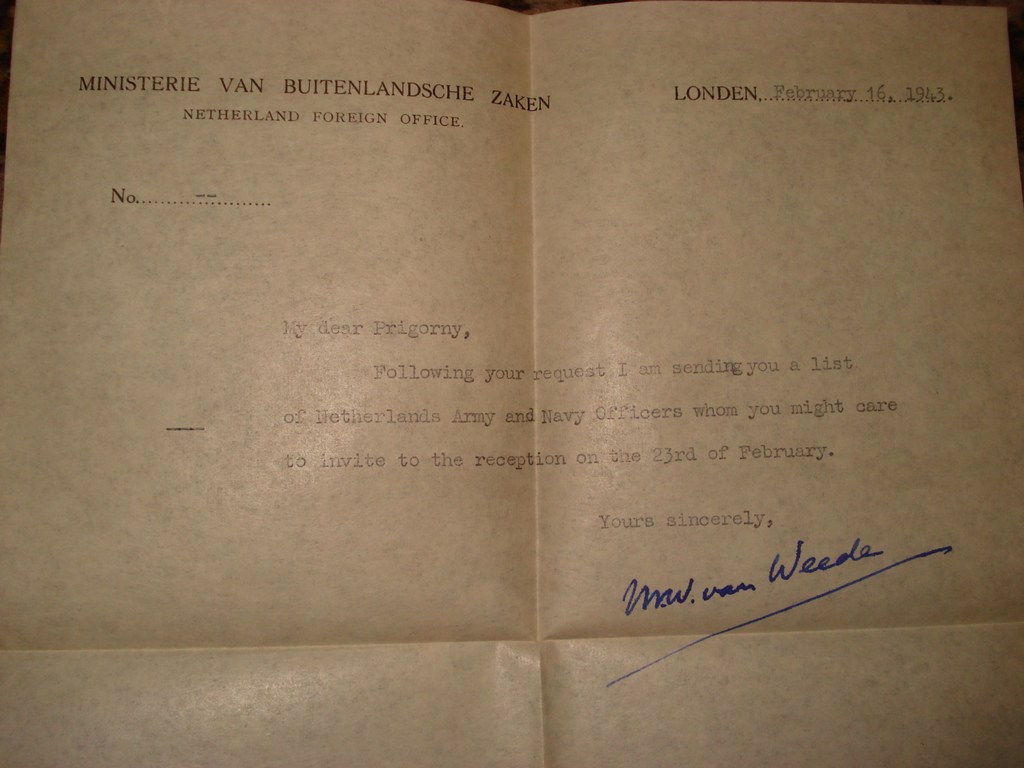 MINISTERIE VAN BUITENLANDSCHE ZAKEN
NETHERLAND FOREIGN OFFICE.
LONDEN, February 16, 1943.
No. --
My dear Prigorny,
Following your request I am sending you a list
of Netherlands Army and Navy Officers whom you might care
to invite to the reception on the 23rd of February.
Yours sincerely,
M.W. van Weede